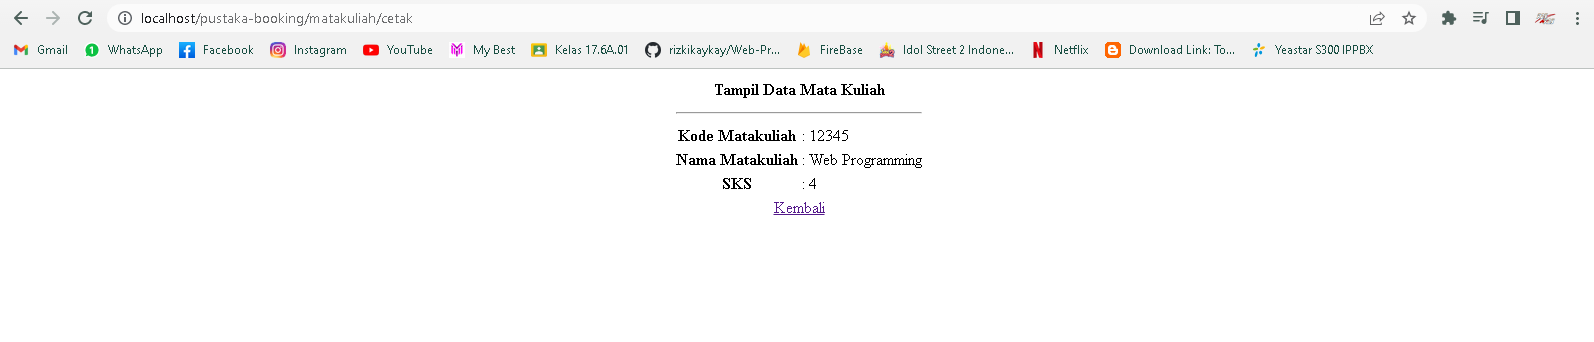 localhost/pustaka-booking/matakuliah/cetak
Gmail WhatsApp Facebook Instagram YouTube My Best Kelas 17.6A.01 rizkikaykay/Web-Pr... FireBase Idol Street 2 Indone... Netflix Download Link: To... Yeastar S300 IPPBX
Tampil Data Mata Kuliah
Kode Matakuliah : 12345
Nama Matakuliah : Web Programming
SKS : 4
Kembali